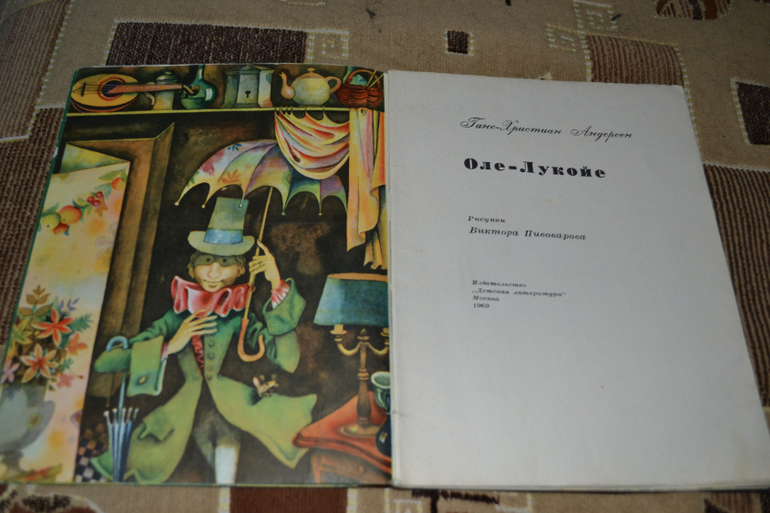 Ганс-Христиан Андерсен
Оле-Лукойе
Рисунки
Виктора Пивоварова
Издательство
„Детская литература“
Москва
1969